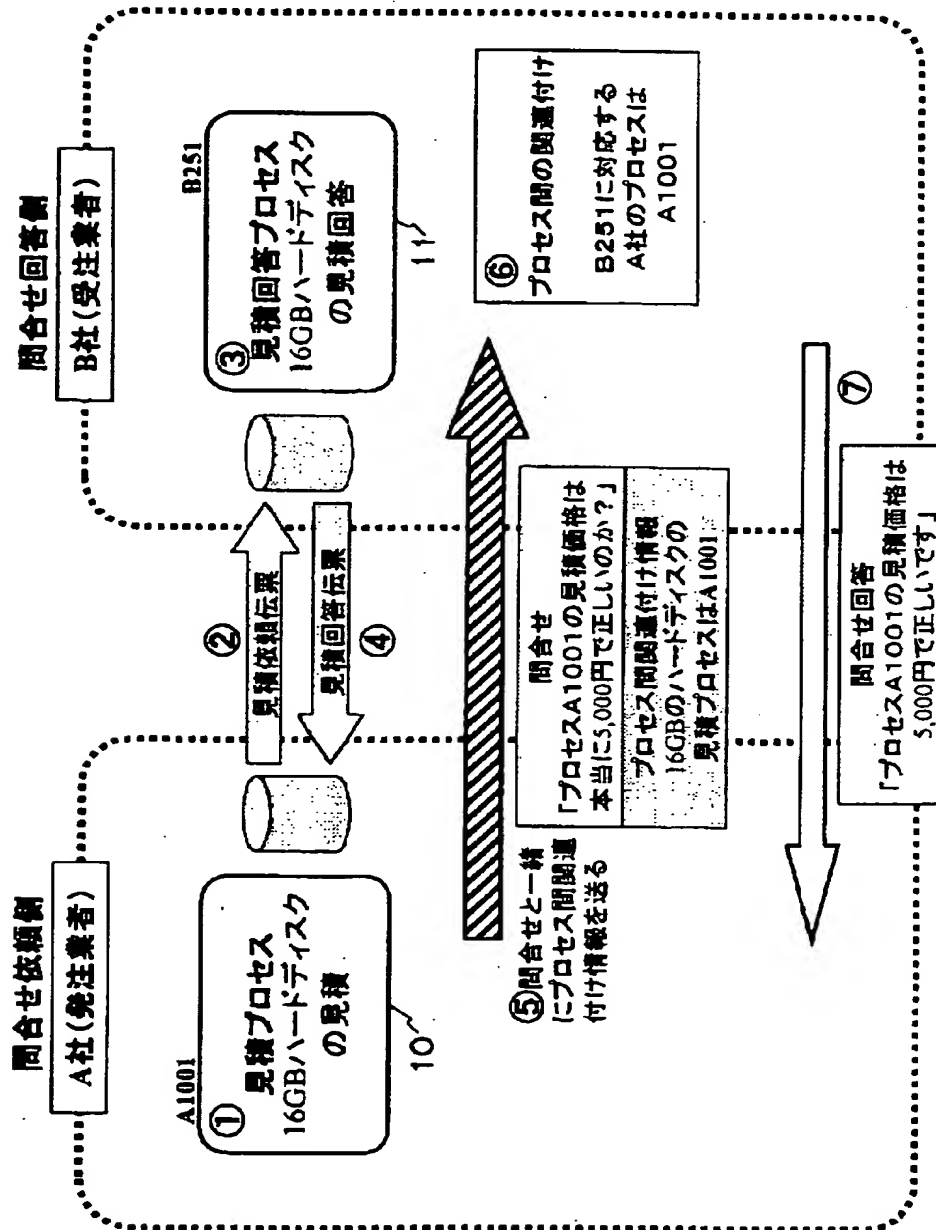 問合せ依頼側
A社(発注業者)
A1001
①
見積プロセス
16GBハードディスク
の見積
10
②
見積依頼伝票
見積回答伝票
④
問合せ回答側
B社(受注業者)
B251
③
見積回答プロセス
16GBハードディスク
の見積回答
11
⑤問合せと一緒
にプロセス間関連
付け情報を送る
問合せ
「プロセスA1001の見積価格は
本当に5,000円で正しいのか?」
プロセス間関連付け情報
16GBのハードディスクの
見積プロセスはA1001
⑥
プロセス間の関連付け
B251に対応する
A社のプロセスは
A1001
⑦
問合せ回答
「プロセスA1001の見積価格は
5,000円で正しいです」